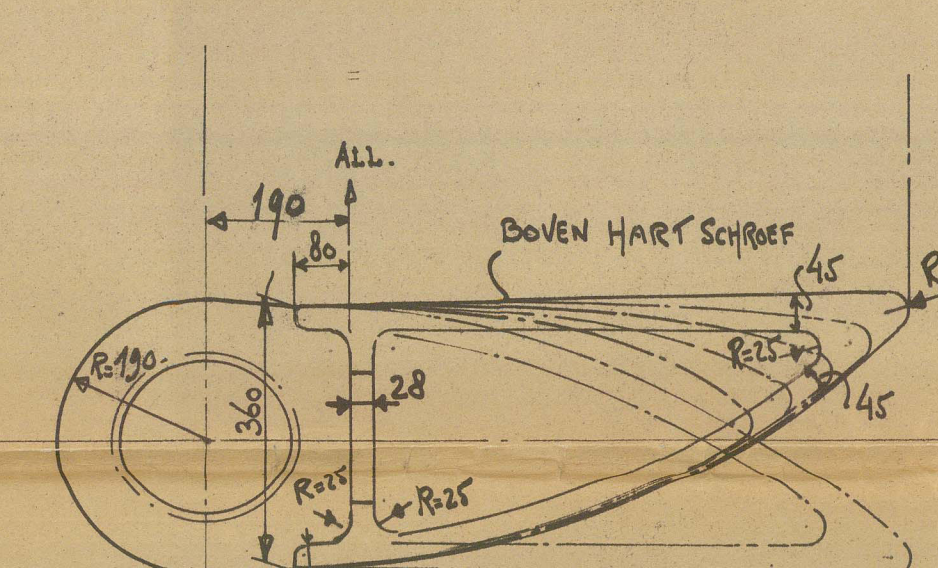 ALL.
190
BOVEN HART SCHROEF
80
45
R
R=190.
R=25
28
45
360
R=25
R=25